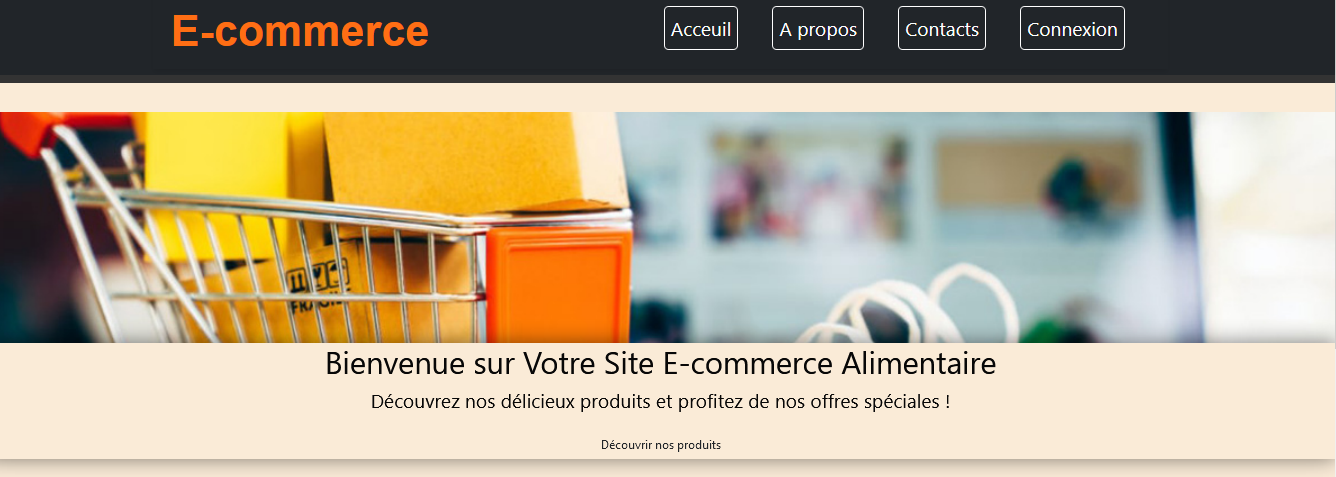 E-commerce
Acceuil
A propos
Contacts
Connexion
FRAGILE
Bienvenue sur Votre Site E-commerce Alimentaire
Découvrez nos délicieux produits et profitez de nos offres spéciales !
Découvrir nos produits